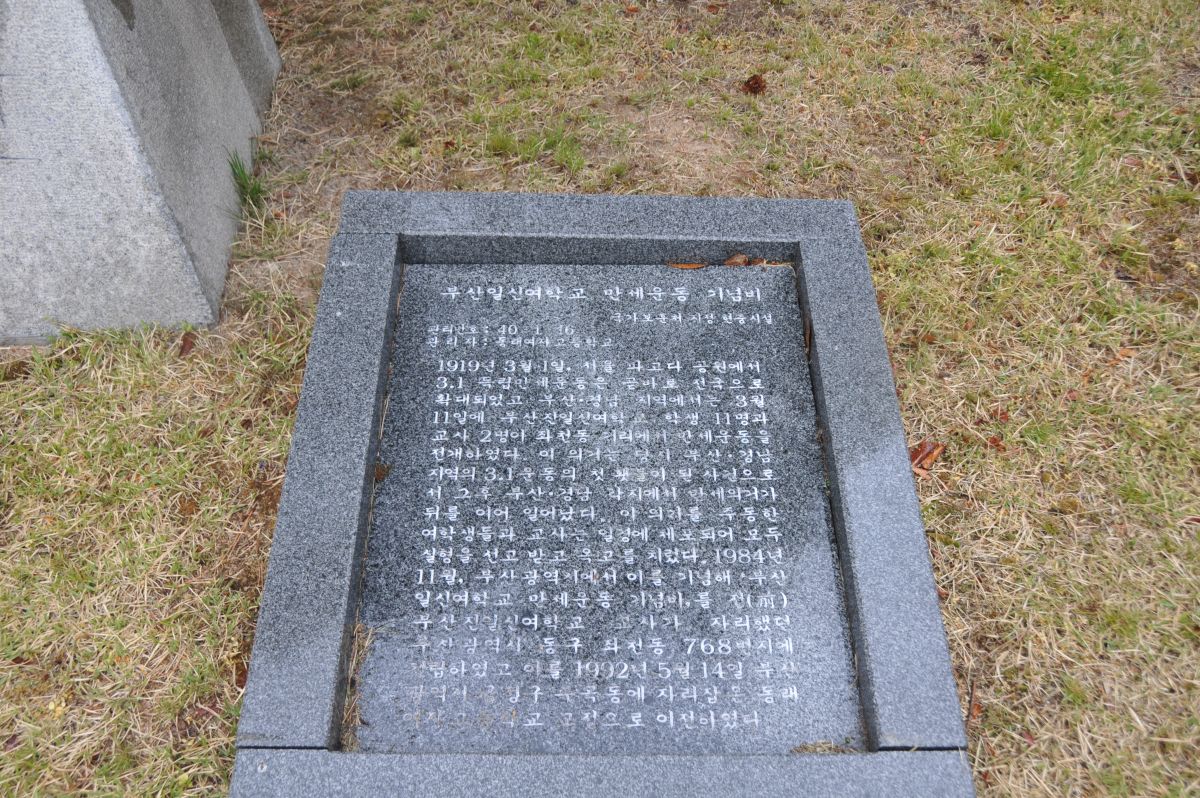 부산일신여학교 만세운동 기념비
국가보훈처 지정 현충시설
관리번호 : 40-1-16
관 리 자 : 동래여자고등학교
1919년 3월 1일, 서울 파고다 공원에서
3.1 독립만세운동은 곧바로 전국으로
확대되었고 부산·경남 지역에서는 3월
11일에 부산진일신여학교 학생 11명과
교사 2명이 좌천동 거리에서 만세운동을
전개하였다. 이 의거는 당시 부산·경남
지역의 3.1운동의 첫 횃불이 된 사건으로
서 그후 부산·경남 각지에서 만세의거가
뒤를 이어 일어났다. 이 의거를 주동한
여학생들과 교사는 일경에 체포되어 모두
실형을 선고 받고 옥고를 치렀다. 1984년
11월, 부산광역시에서 이를 기념해 '부산
일신여학교 만세운동 기념비'를 전(前)
부산진일신여학교 교사가 자리했던
부산광역시 동구 좌천동 768번지에
건립하였고 이를 1992년 5월 14일 부산
광역시 금정구 부곡동에 자리잡은 동래
여자고등학교 교정으로 이전하였다